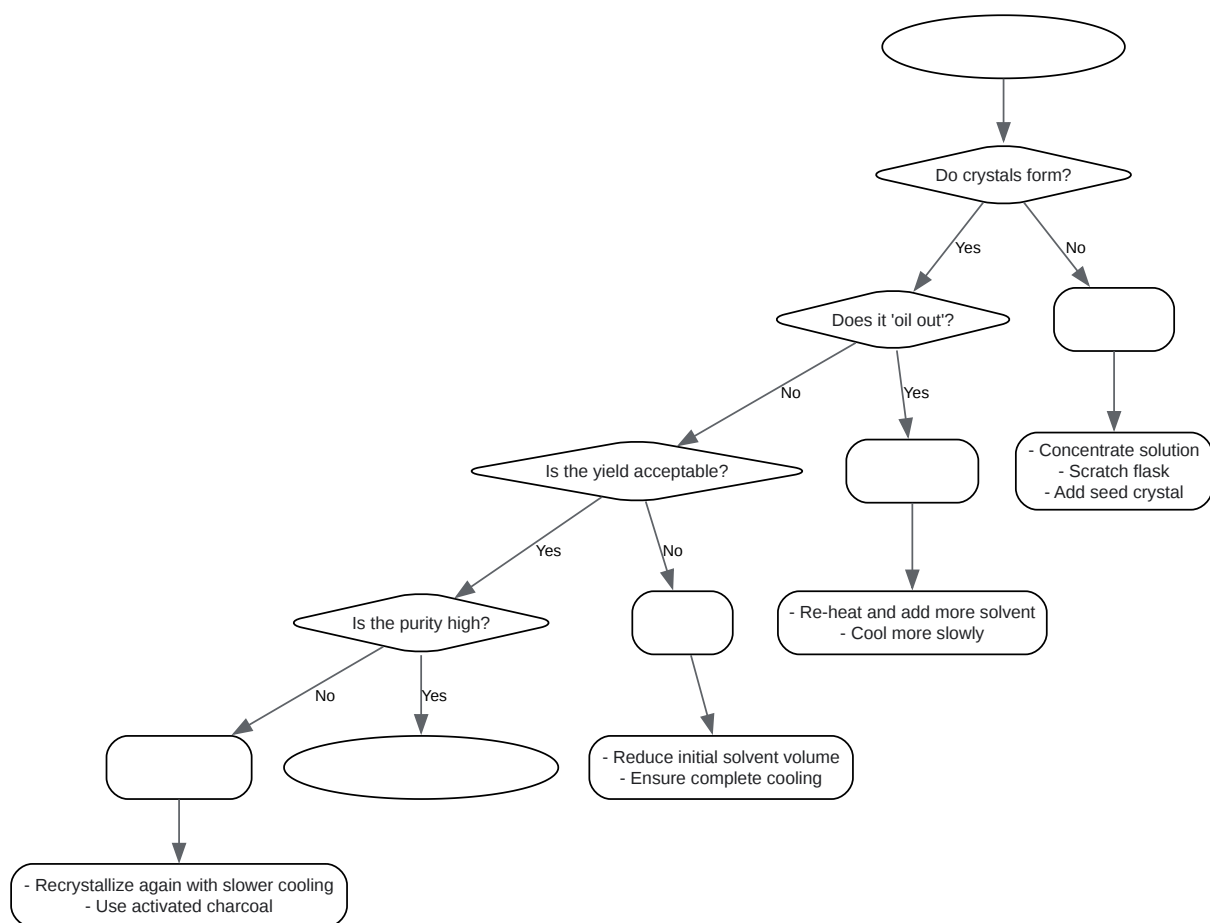 Do crystals form?
Yes
No
Does it 'oil out'?
No
Yes
Is the yield acceptable?
- Concentrate solution
- Scratch flask
- Add seed crystal
Yes
No
Is the purity high?
- Re-heat and add more solvent
- Cool more slowly
No
Yes
- Reduce initial solvent volume
- Ensure complete cooling
- Recrystallize again with slower cooling
- Use activated charcoal